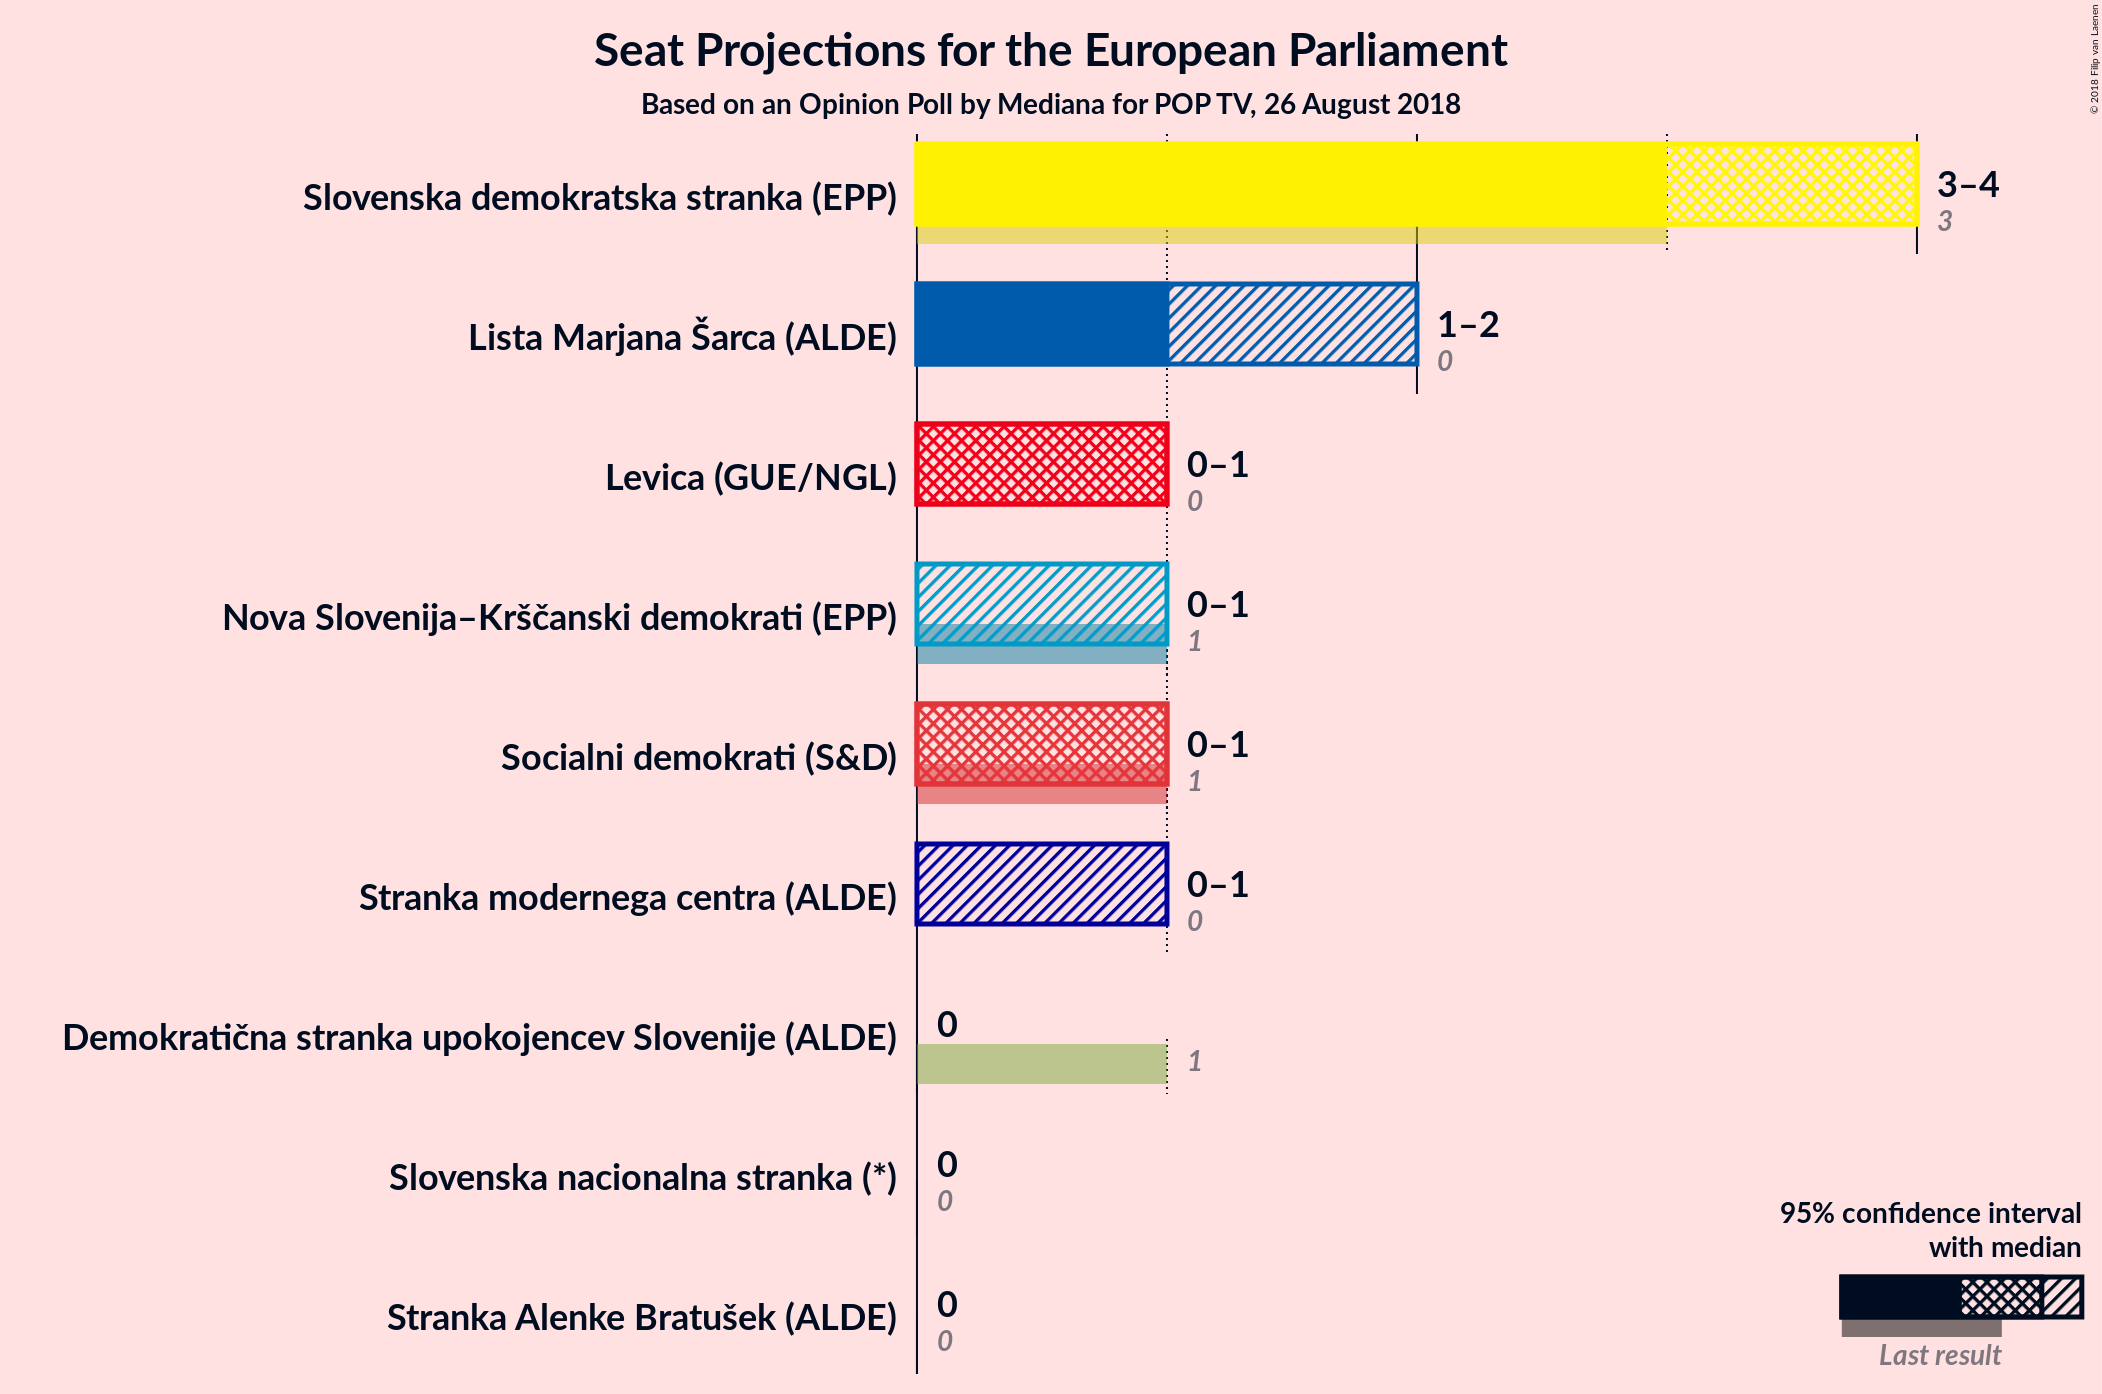 Seat Projections for the European Parliament
Based on an Opinion Poll by Mediana for POP TV, 26 August 2018
© 2018 Filip van Laenen
Slovenska demokratska stranka (EPP)
3–4
3
Lista Marjana Šarca (ALDE)
1–2
0
Levica (GUE/NGL)
0–1
0
Nova Slovenija–Krščanski demokrati (EPP)
0–1
1
Socialni demokrati (S&D)
0–1
1
Stranka modernega centra (ALDE)
0–1
0
Demokratična stranka upokojencev Slovenije (ALDE)
0
1
Slovenska nacionalna stranka (*)
0
0
Stranka Alenke Bratušek (ALDE)
0
0
95% confidence interval
with median
Last result